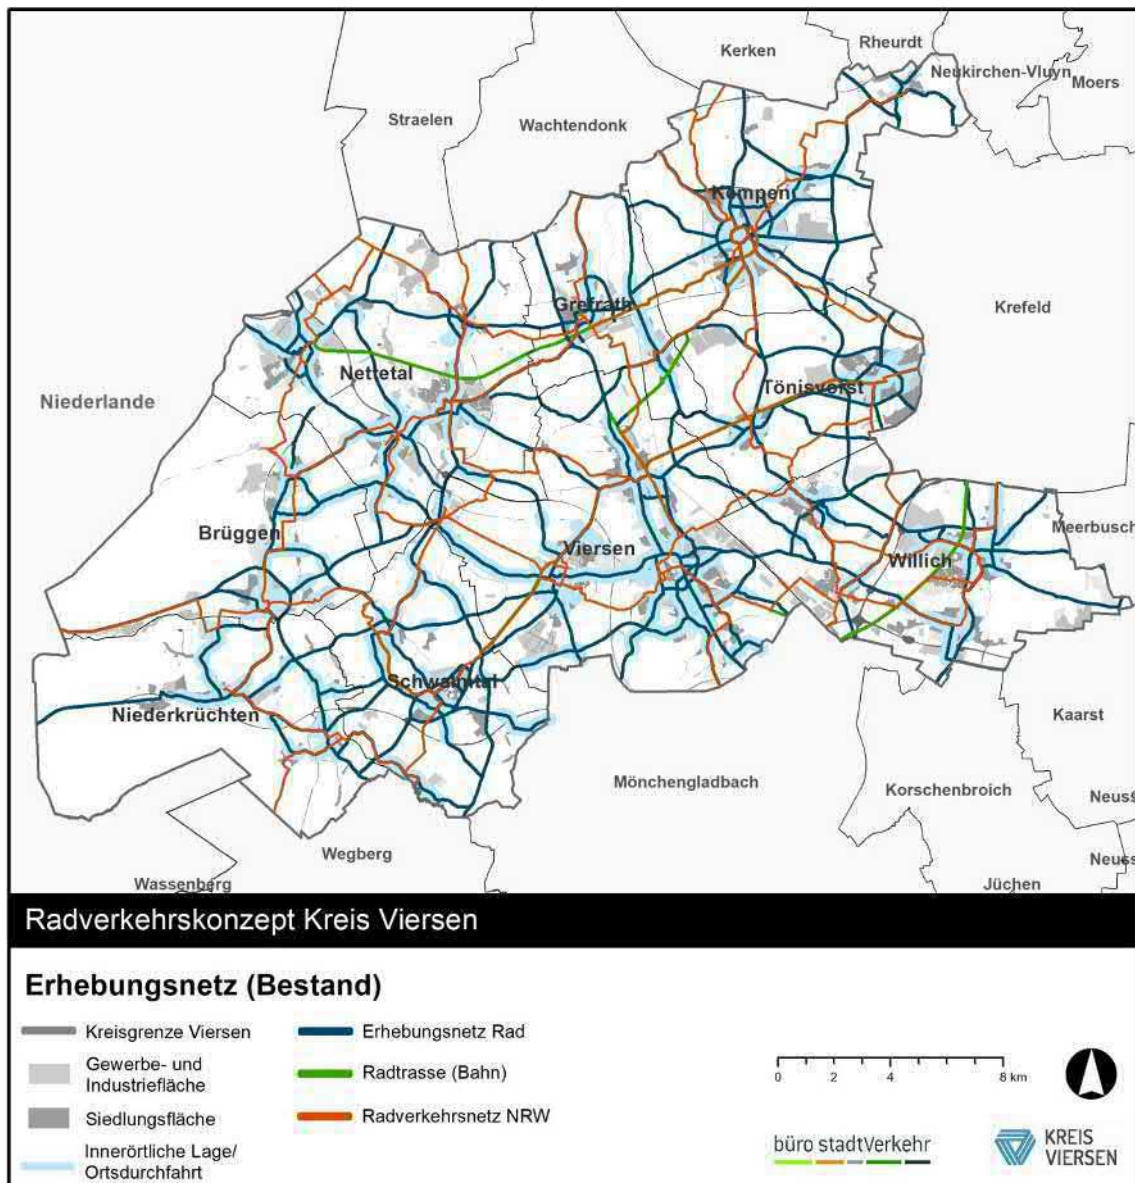 Kerken
Rheurdt
Neukirchen-Vluyn
Moers
Straelen
Wachtendonk
Kempen
Krefeld
Grefrath
Nettetal
Tönisvorst
Niederlande
Brüggen
Viersen
Meerbusch
Willich
Schwalmtal
Niederkrüchten
Kaarst
Mönchengladbach
Korschenbroich
Neuss
Wegberg
Neuss
Wassenberg
Jüchen
Radverkehrskonzept Kreis Viersen
Erhebungsnetz (Bestand)
Kreisgrenze Viersen
Gewerbe- und
Industriefläche
Siedlungsfläche
Innerörtliche Lage/
Ortsdurchfahrt
Erhebungsnetz Rad
Radtrasse (Bahn)
Radverkehrsnetz NRW
0 2 4 8 km
büro stadtVerkehr
KREIS
VIERSEN